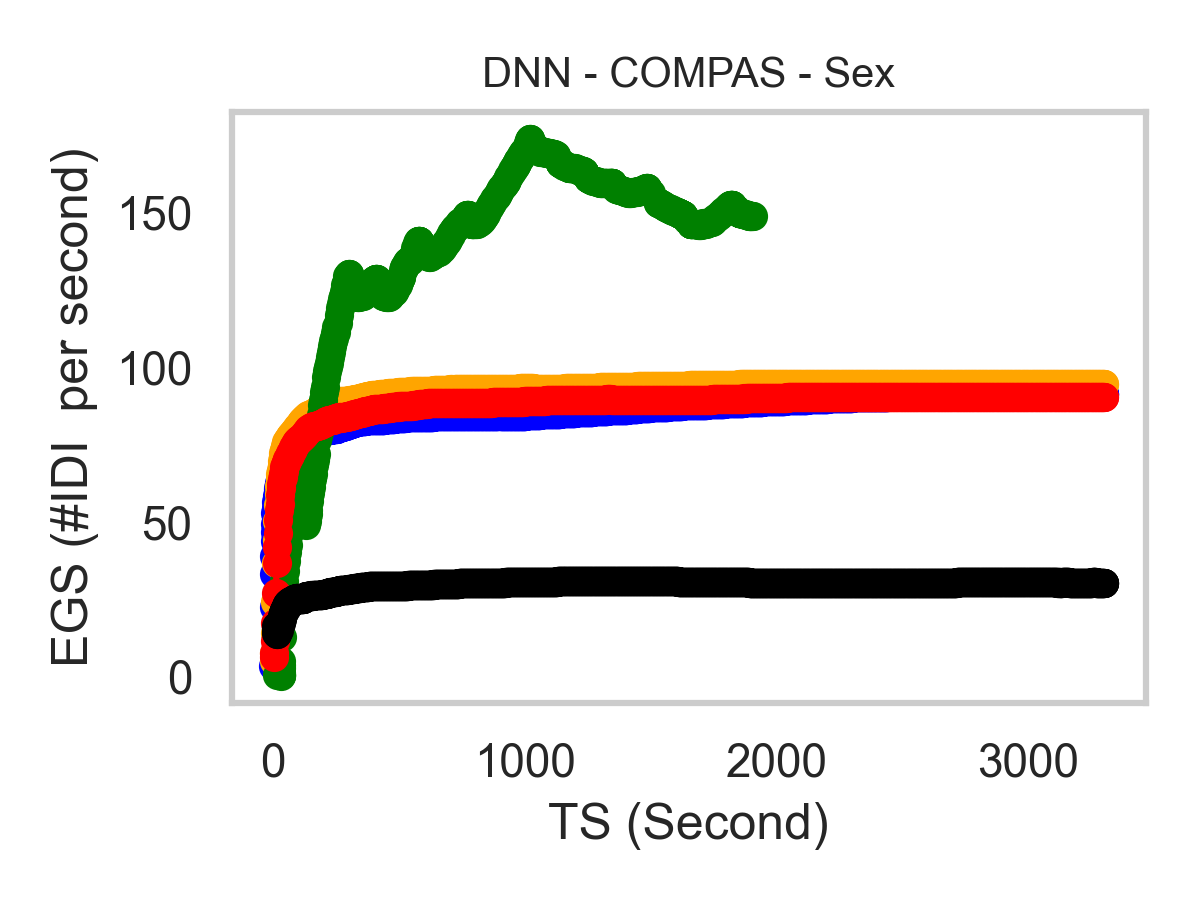 DNN - COMPAS - Sex
EGS (#IDI  per second)
150
100
50
0
0 1000 2000 3000
TS (Second)